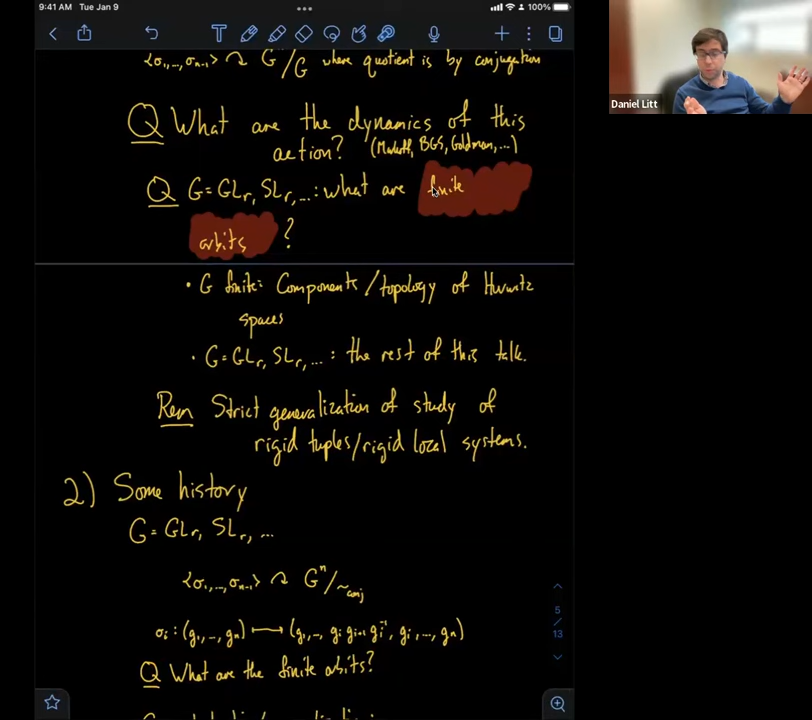 9:41 AM Tue Jan 9
100%
⟨σ₁,...,σₙ₋₁⟩ ↷ Gⁿ/G where quotient is by conjugation
Q What are the dynamics of this
action? (Markoff, BGS, Goldman, ...)
Q G=GLr, SLr, ... : what are finite
orbits ?
• G finite: Components/topology of Hurwitz
spaces
• G=GLr, SLr, ... : the rest of this talk.
Rem Strict generalization of study of
rigid tuples/rigid local systems.
2) Some history
G=GLr, SLr, ...
⟨σ₁,...,σₙ₋₁⟩ ↷ Gⁿ/~conj
σᵢ : (g₁,...,gₙ) ⟼ (g₁,..., gᵢ gᵢ₊₁ gᵢ⁻¹, gᵢ,..., gₙ)
Q What are the finite orbits?
5
/
13
Daniel Litt